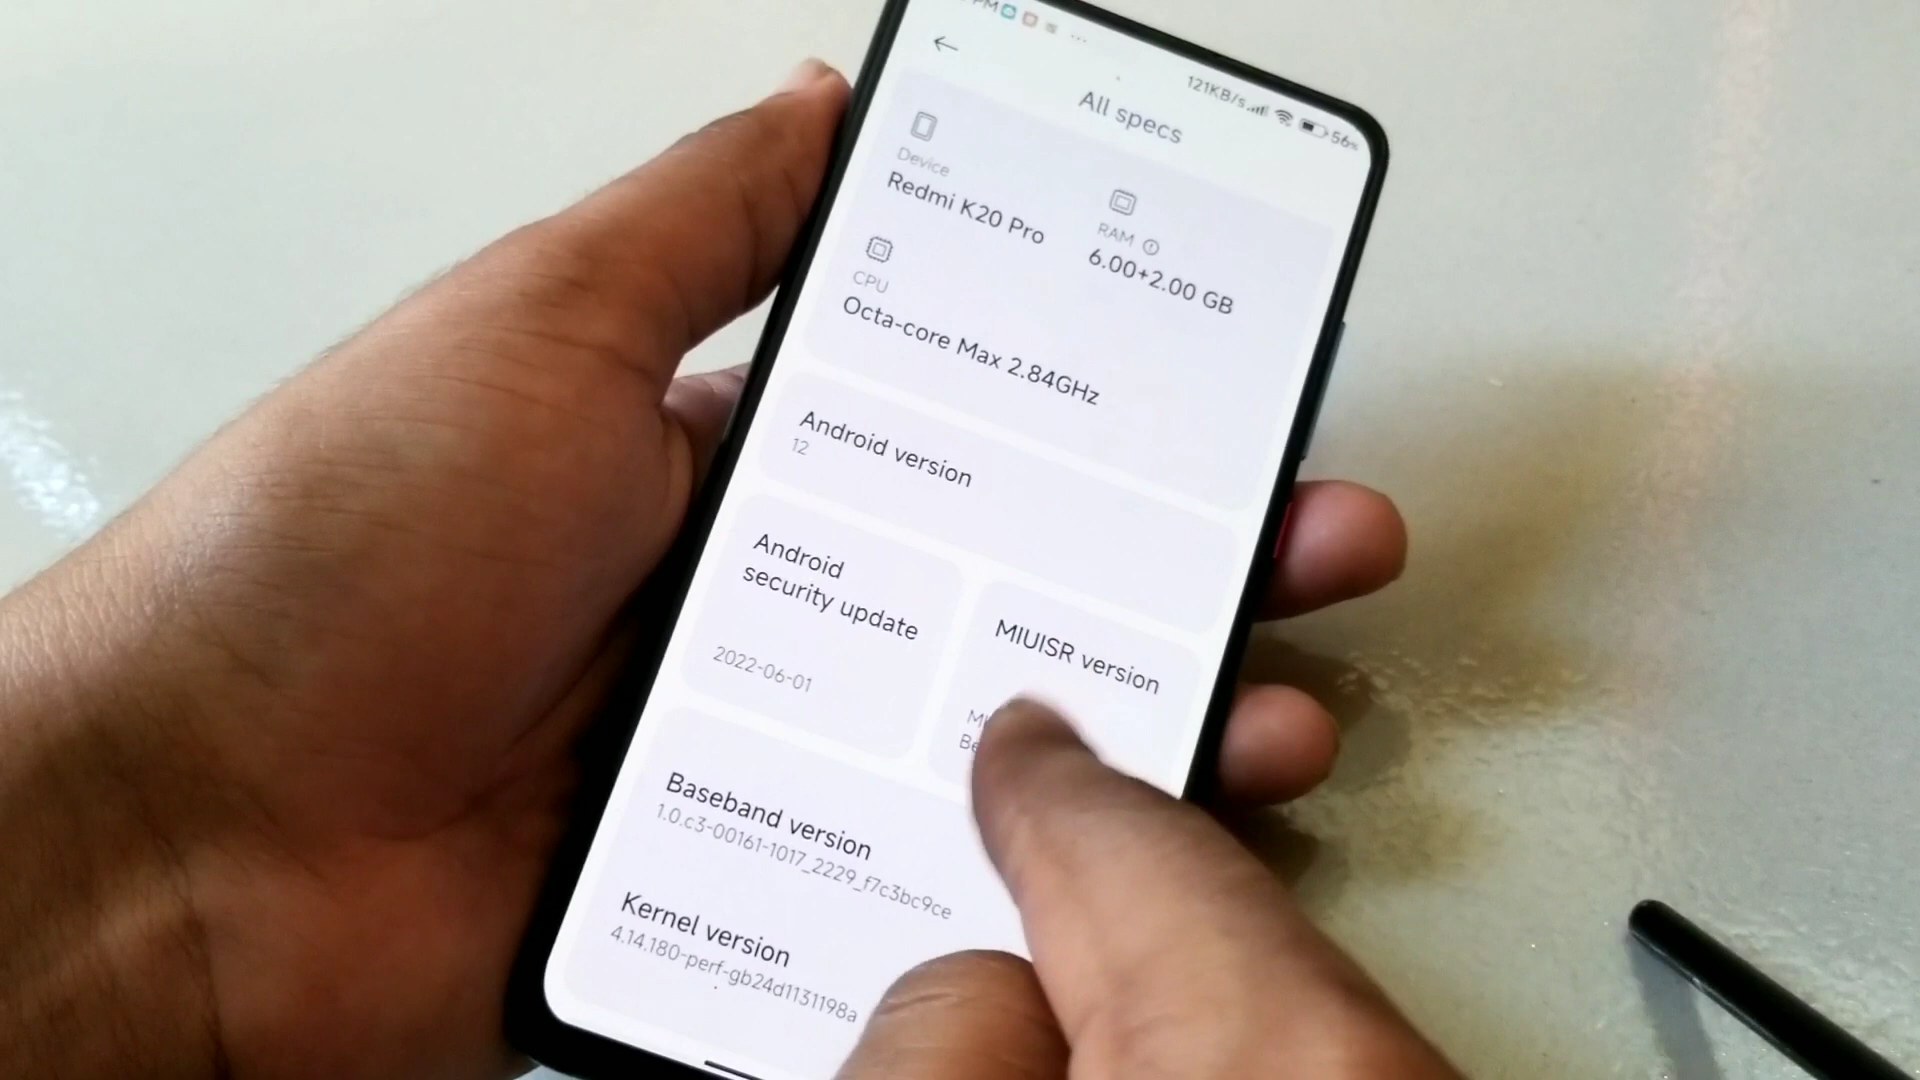 PM
121KB/s
56%
All specs
Device
Redmi K20 Pro
RAM
6.00+2.00 GB
CPU
Octa-core Max 2.84GHz
Android version
12
Android
security update
2022-06-01
MIUISR version
Baseband version
1.0.c3-00161-1017_2229_f7c3bc9ce
Kernel version
4.14.180-perf-gb24d1131198a